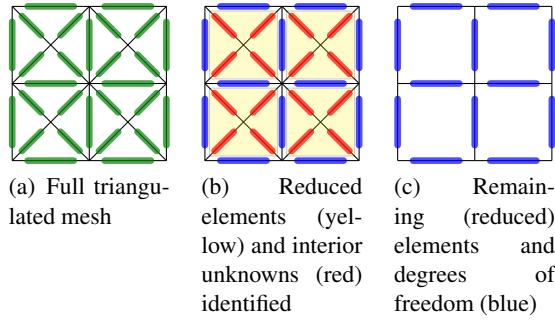 (a) Full triangu-
lated mesh
(b) Reduced
elements (yel-
low) and interior
unknowns (red)
identified
(c) Remain-
ing (reduced)
elements and
degrees of
freedom (blue)